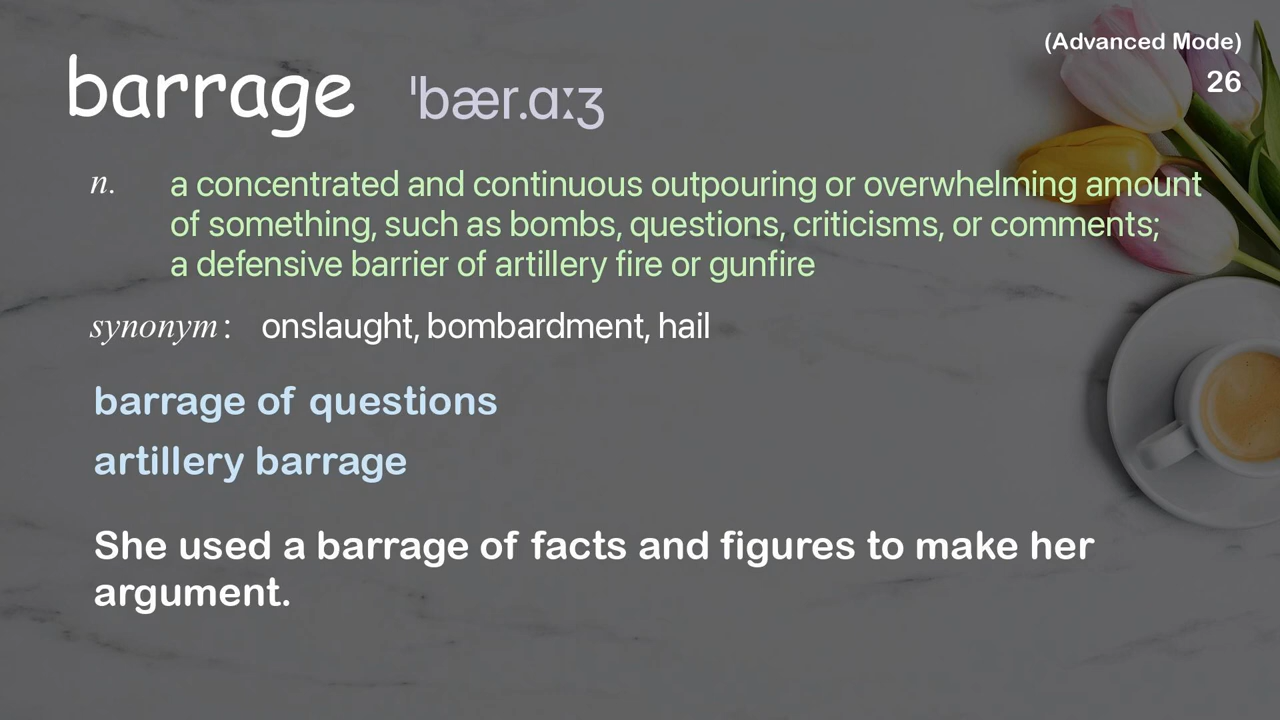 (Advanced Mode)
barrage ˈbær.ɑːʒ
26
n. a concentrated and continuous outpouring or overwhelming amount
of something, such as bombs, questions, criticisms, or comments;
a defensive barrier of artillery fire or gunfire
synonym: onslaught, bombardment, hail
barrage of questions
artillery barrage
She used a barrage of facts and figures to make her
argument.